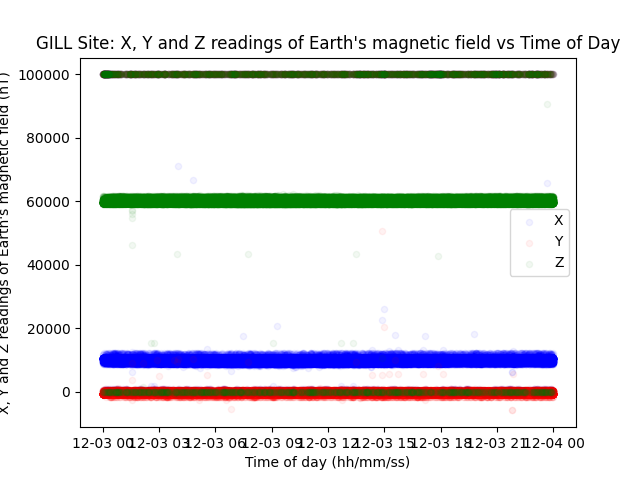 GILL Site: X, Y and Z readings of Earth's magnetic field vs Time of Day
100000
80000
60000
40000
20000
0
X, Y and Z readings of Earth's magnetic field (nT)
X
Y
Z
12-03 00 12-03 03 12-03 06 12-03 09 12-03 12 12-03 15 12-03 18 12-03 21 12-04 00
Time of day (hh/mm/ss)